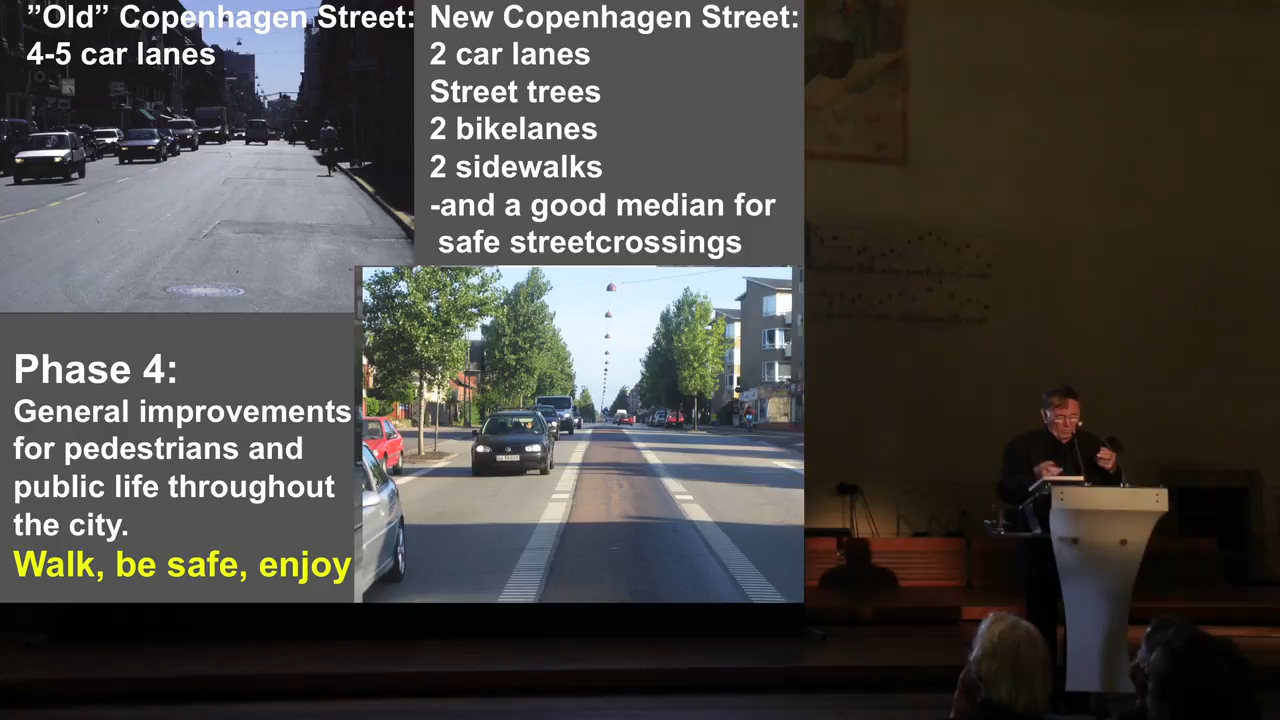 ”Old” Copenhagen Street:
4-5 car lanes
New Copenhagen Street:
2 car lanes
Street trees
2 bikelanes
2 sidewalks
-and a good median for
safe streetcrossings
Phase 4:
General improvements
for pedestrians and
public life throughout
the city.
Walk, be safe, enjoy